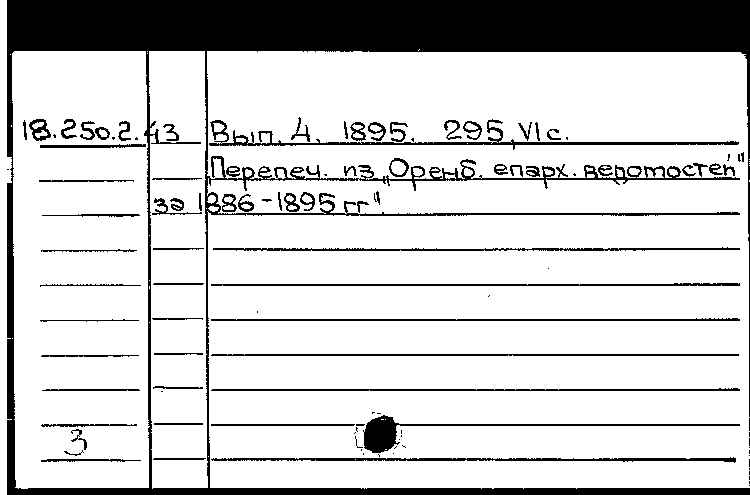 18.250.2.43 Вып. 4. 1895. 295, VI с.
Перепеч. из „Оренб. епарх. ведомостей"
за 1886-1895 гг".
3